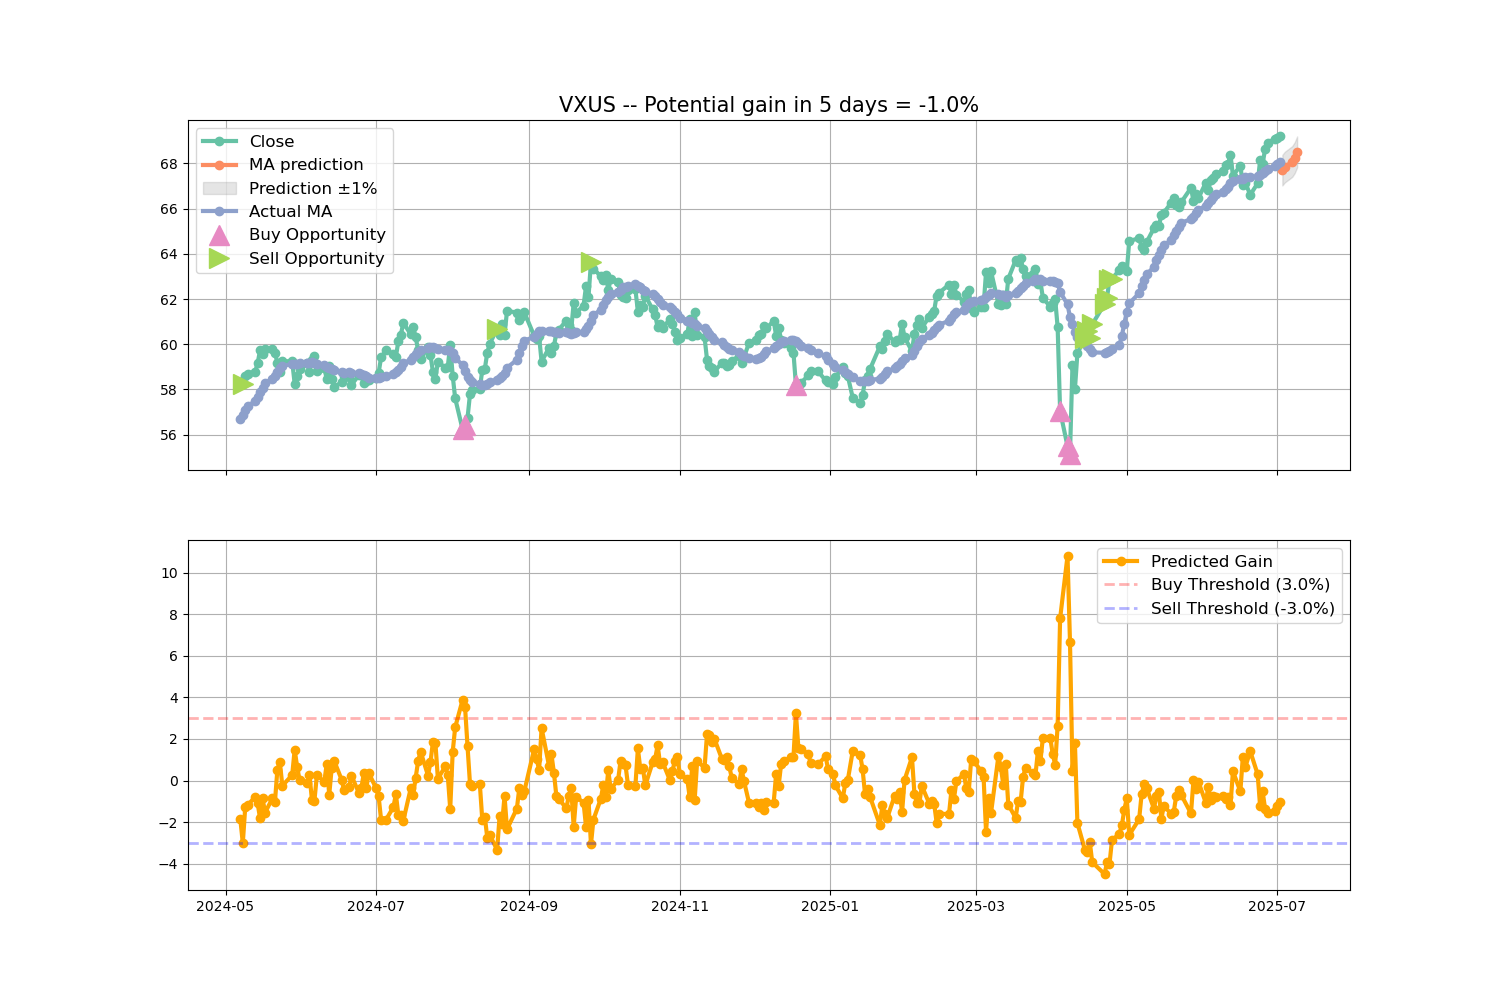 VXUS -- Potential gain in 5 days = -1.0%
Close
MA prediction
Prediction ±1%
Actual MA
Buy Opportunity
Sell Opportunity
68
66
64
62
60
58
56
Predicted Gain
Buy Threshold (3.0%)
Sell Threshold (-3.0%)
10
8
6
4
2
0
−2
−4
2024-05 2024-07 2024-09 2024-11 2025-01 2025-03 2025-05 2025-07